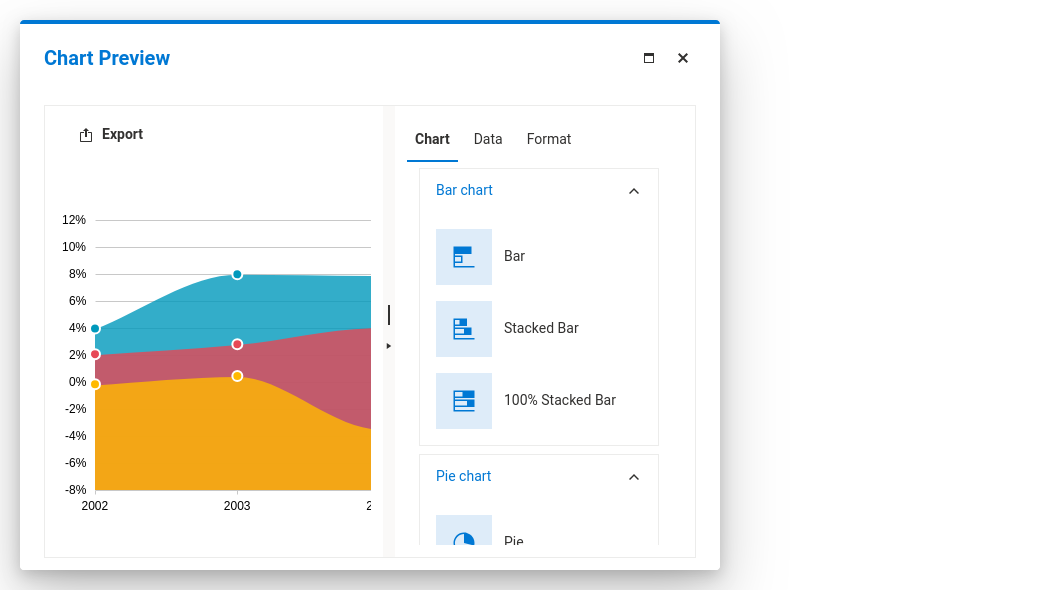 Chart Preview
Export
12%
10%
8%
6%
4%
2%
0%
-2%
-4%
-6%
-8%
2002 2003
Chart Data Format
Bar chart
Bar
Stacked Bar
100% Stacked Bar
Pie chart
Pie